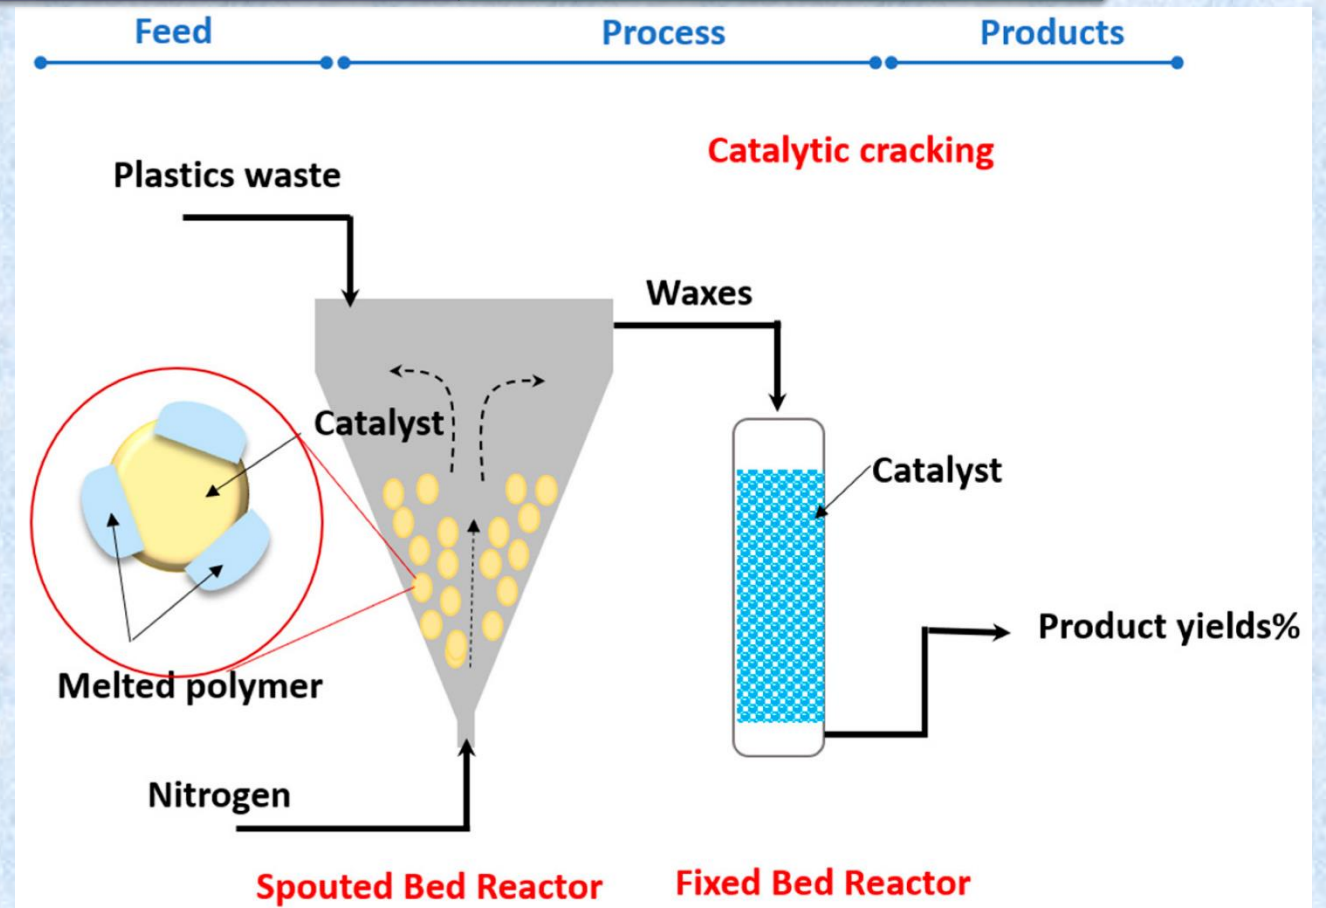 Feed
Process
Products
Catalytic cracking
Plastics waste
Waxes
Catalyst
Catalyst
Product yields%
Melted polymer
Nitrogen
Spouted Bed Reactor
Fixed Bed Reactor